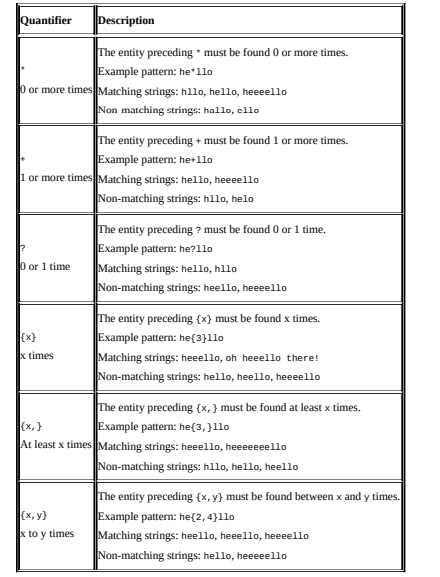 Quantifier Description
*
0 or more times
The entity preceding * must be found 0 or more times.
Example pattern: he*llo
Matching strings: hllo, hello, heeeello
Non-matching strings: hallo, ello
+
1 or more times
The entity preceding + must be found 1 or more times.
Example pattern: he+llo
Matching strings: hello, heeeello
Non-matching strings: hllo, helo
?
0 or 1 time
The entity preceding ? must be found 0 or 1 time.
Example pattern: he?llo
Matching strings: hello, hllo
Non-matching strings: heello, heeeello
{x}
x times
The entity preceding {x} must be found x times.
Example pattern: he{3}llo
Matching strings: heeello, oh heeello there!
Non-matching strings: hllo, heello, heeeello
{x,}
At least x times
The entity preceding {x,} must be found at least x times.
Example pattern: he{3,}llo
Matching strings: heeello, heeeeeeello
Non-matching strings: hllo, hello, heello
{x,y}
x to y times
The entity preceding {x,y} must be found between x and y times.
Example pattern: he{2,4}llo
Matching strings: heello, heeello, heeeello
Non-matching strings: hello, heeeeello